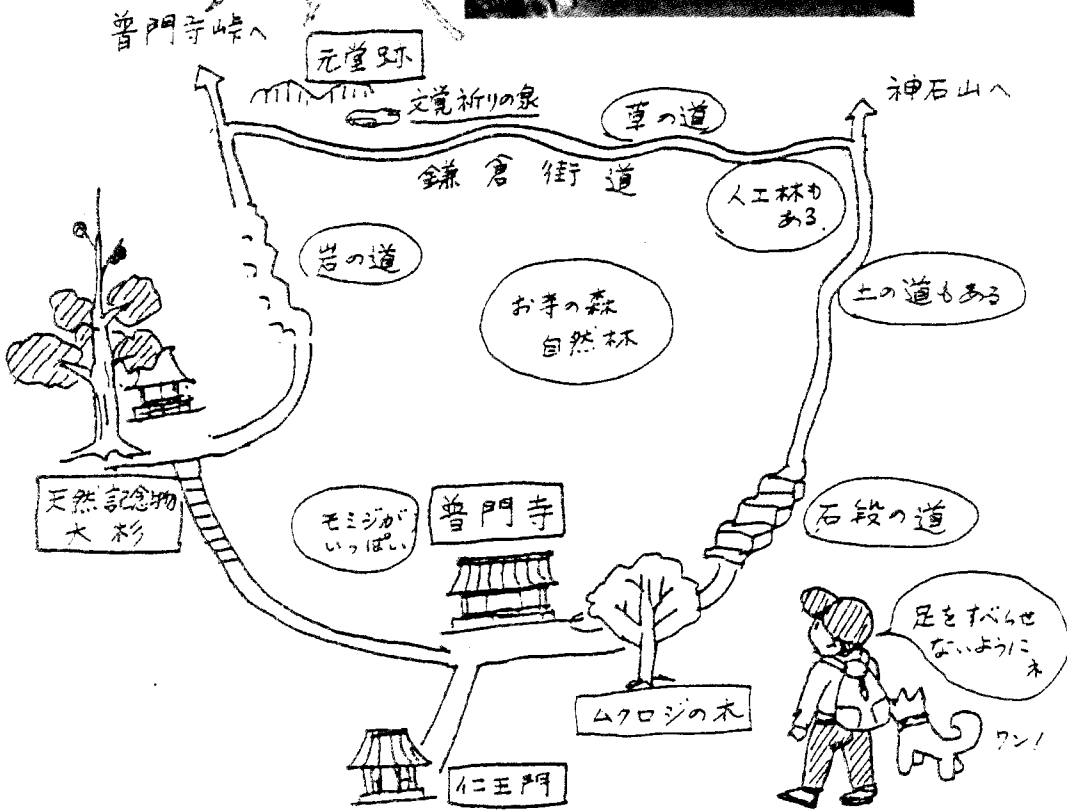 普門寺峠へ
元堂跡
文覚祈りの泉
草の道
神石山へ
鎌倉街道
人工林も
ある
岩の道
お寺の森
自然林
土の道もある
天然記念物
大杉
モミジが
いっぱい
普門寺
石段の道
足をすべらせ
ないように
ネ
ムクロジの木
ワン!
仁王門